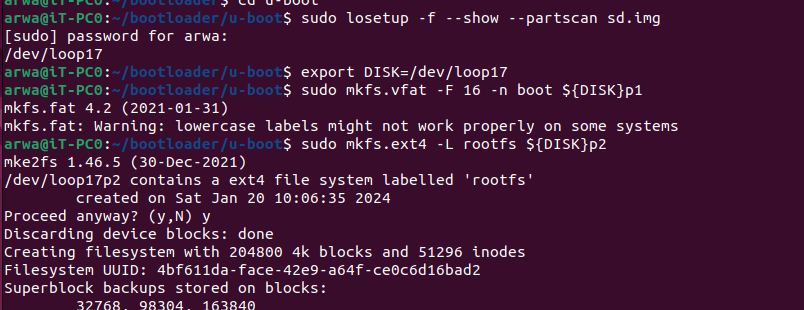 arwa@iT-PC0:~/bootloader$ cd u-boot
arwa@iT-PC0:~/bootloader/u-boot$ sudo losetup -f --show --partscan sd.img
[sudo] password for arwa:
/dev/loop17
arwa@iT-PC0:~/bootloader/u-boot$ export DISK=/dev/loop17
arwa@iT-PC0:~/bootloader/u-boot$ sudo mkfs.vfat -F 16 -n boot ${DISK}p1
mkfs.fat 4.2 (2021-01-31)
mkfs.fat: Warning: lowercase labels might not work properly on some systems
arwa@iT-PC0:~/bootloader/u-boot$ sudo mkfs.ext4 -L rootfs ${DISK}p2
mke2fs 1.46.5 (30-Dec-2021)
/dev/loop17p2 contains a ext4 file system labelled 'rootfs'
created on Sat Jan 20 10:06:35 2024
Proceed anyway? (y,N) y
Discarding device blocks: done
Creating filesystem with 204800 4k blocks and 51296 inodes
Filesystem UUID: 4bf611da-face-42e9-a64f-ce0c6d16bad2
Superblock backups stored on blocks:
32768, 98304, 163840